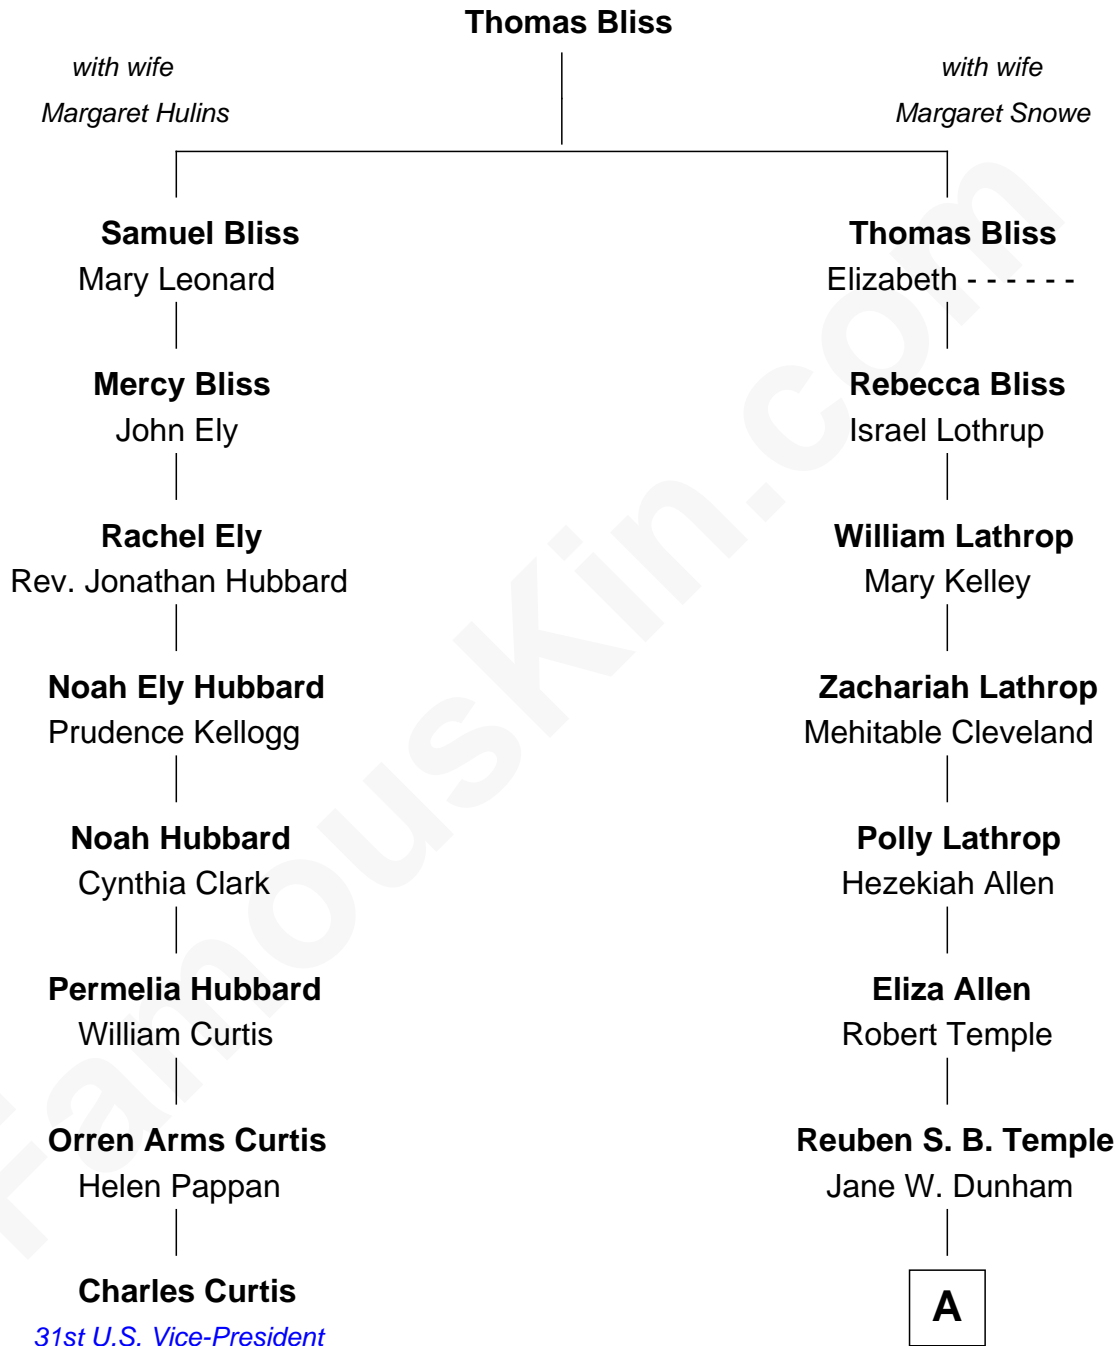 Thomas Bliss
with wife
Margaret Hulins
with wife
Margaret Snowe
Samuel Bliss
Mary Leonard
Thomas Bliss
Elizabeth - - - - - -
Mercy Bliss
John Ely
Rebecca Bliss
Israel Lothrup
Rachel Ely
Rev. Jonathan Hubbard
William Lathrop
Mary Kelley
Noah Ely Hubbard
Prudence Kellogg
Zachariah Lathrop
Mehitable Cleveland
Noah Hubbard
Cynthia Clark
Polly Lathrop
Hezekiah Allen
Permelia Hubbard
William Curtis
Eliza Allen
Robert Temple
Orren Arms Curtis
Helen Pappan
Reuben S. B. Temple
Jane W. Dunham
Charles Curtis
31st U.S. Vice-President
A
FamousKin.com